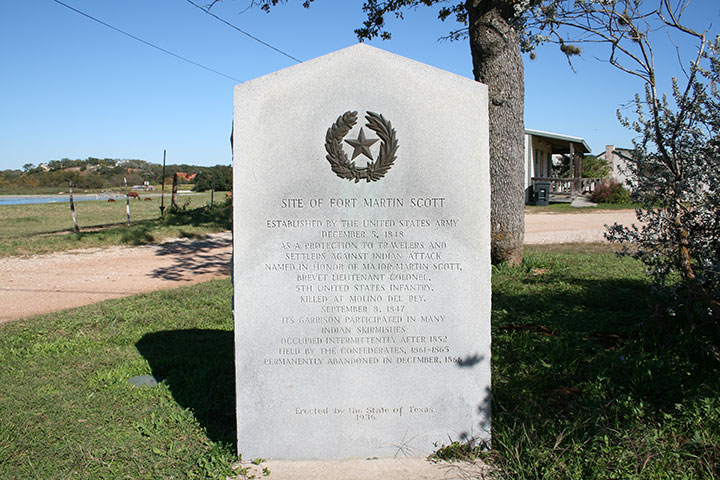 SITE OF FORT MARTIN SCOTT
ESTABLISHED BY THE UNITED STATES ARMY
DECEMBER 5, 1848
AS A PROTECTION TO TRAVELERS AND
SETTLERS AGAINST INDIAN ATTACK
NAMED IN HONOR OF MAJOR MARTIN SCOTT,
BREVET LIEUTENANT COLONEL,
5TH UNITED STATES INFANTRY,
KILLED AT MOLINO DEL REY,
SEPTEMBER 8, 1847
ITS GARRISON PARTICIPATED IN MANY
INDIAN SKIRMISHES
OCCUPIED INTERMITTENTLY AFTER 1852
HELD BY THE CONFEDERATES, 1861-1865
PERMANENTLY ABANDONED IN DECEMBER, 1866
Erected by the State of Texas
1936